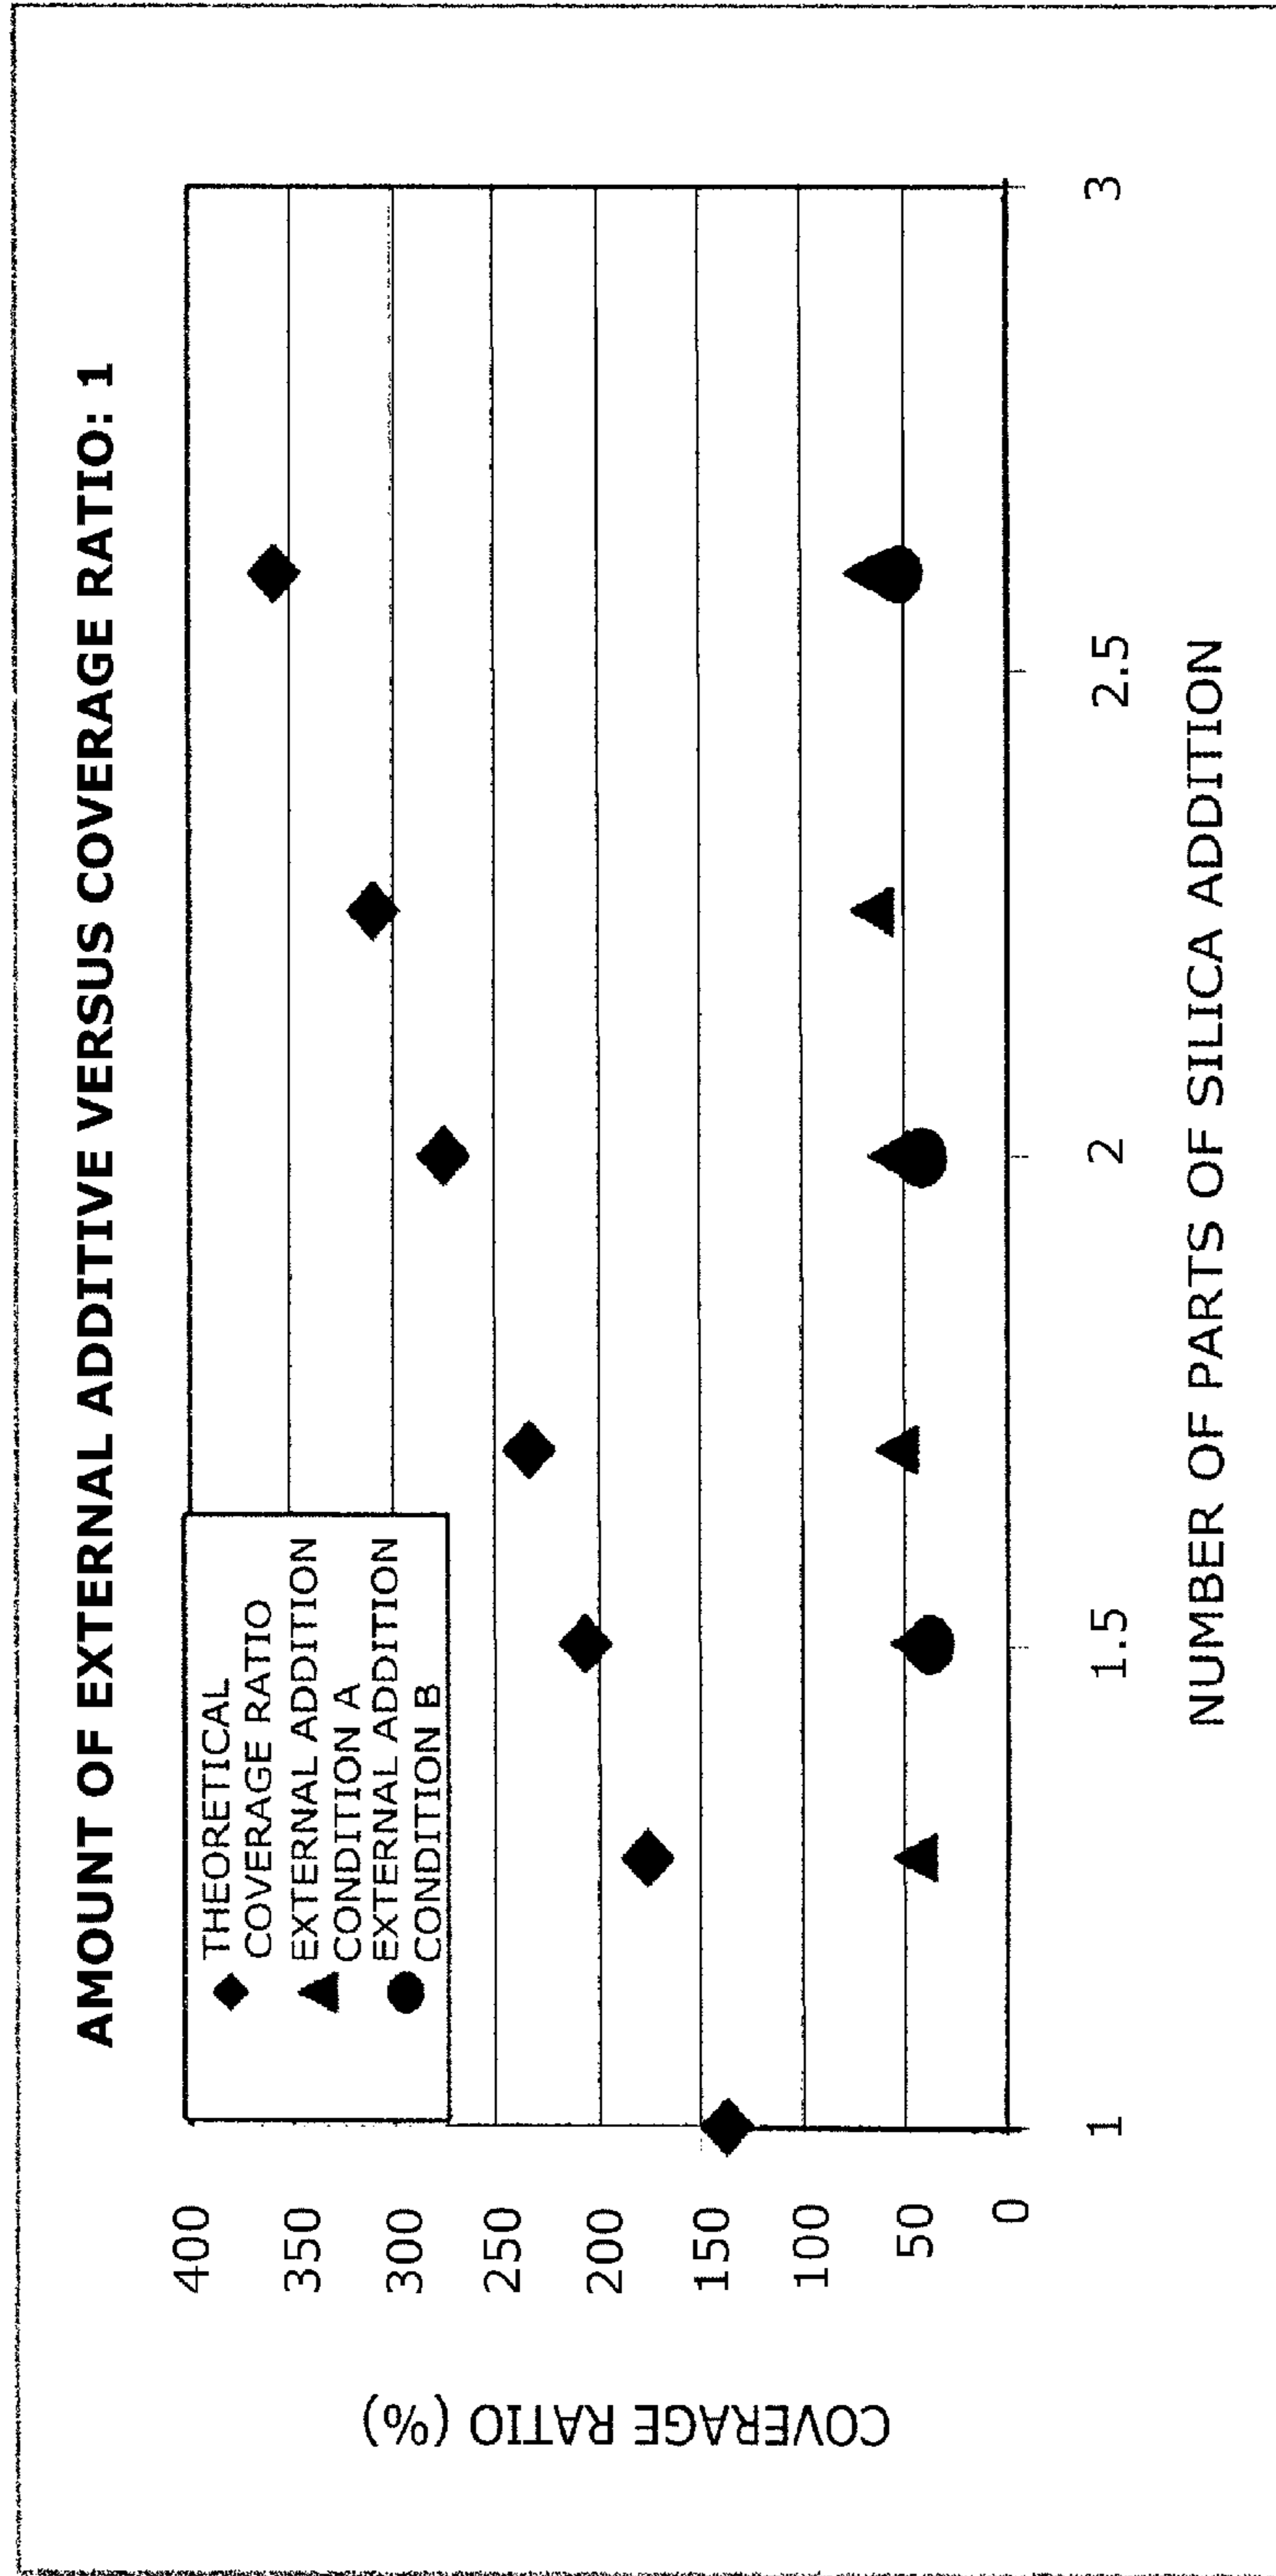 AMOUNT OF EXTERNAL ADDITIVE VERSUS COVERAGE RATIO: 1
THEORETICAL
COVERAGE RATIO
EXTERNAL ADDITION
CONDITION A
EXTERNAL ADDITION
CONDITION B
COVERAGE RATIO (%)
400
350
300
250
200
150
100
50
0
1
1.5
2
2.5
3
NUMBER OF PARTS OF SILICA ADDITION